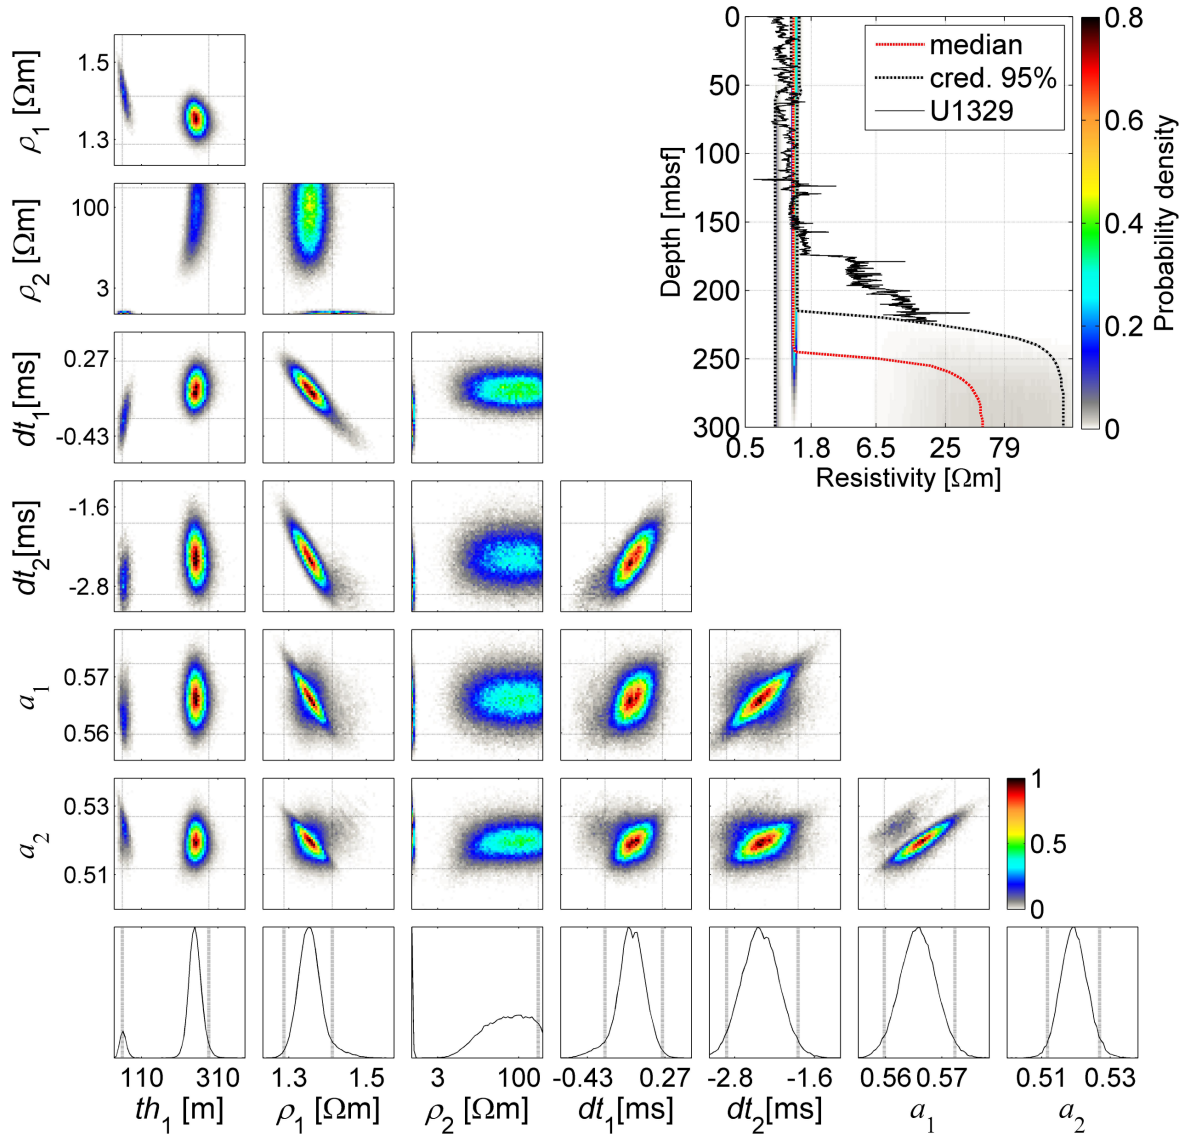 ρ1 [Ωm]
1.5
1.3
ρ2 [Ωm]
100
3
dt1 [ms]
0.27
-0.43
dt2[ms]
-1.6
-2.8
a1
0.57
0.56
a2
0.53
0.51
110 310
th1 [m]
1.3 1.5
ρ1 [Ωm]
3 100
ρ2 [Ωm]
-0.43 0.27
dt1[ms]
-2.8 -1.6
dt2[ms]
0.56 0.57
a1
0.51 0.53
a2
1
0.5
0
Depth [mbsf]
0
50
100
150
200
250
300
0.5 1.8 6.5 25 79
Resistivity [Ωm]
median
cred. 95%
U1329
0.8
0.6
0.4
0.2
0
Probability density